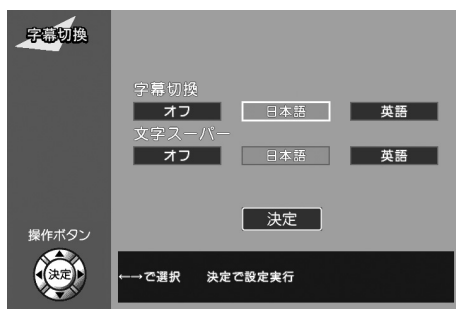 字幕切換
字幕切換
オフ 日本語 英語
文字スーパー
オフ 日本語 英語
決定
操作ボタン
決定
←→で選択 決定で設定実行